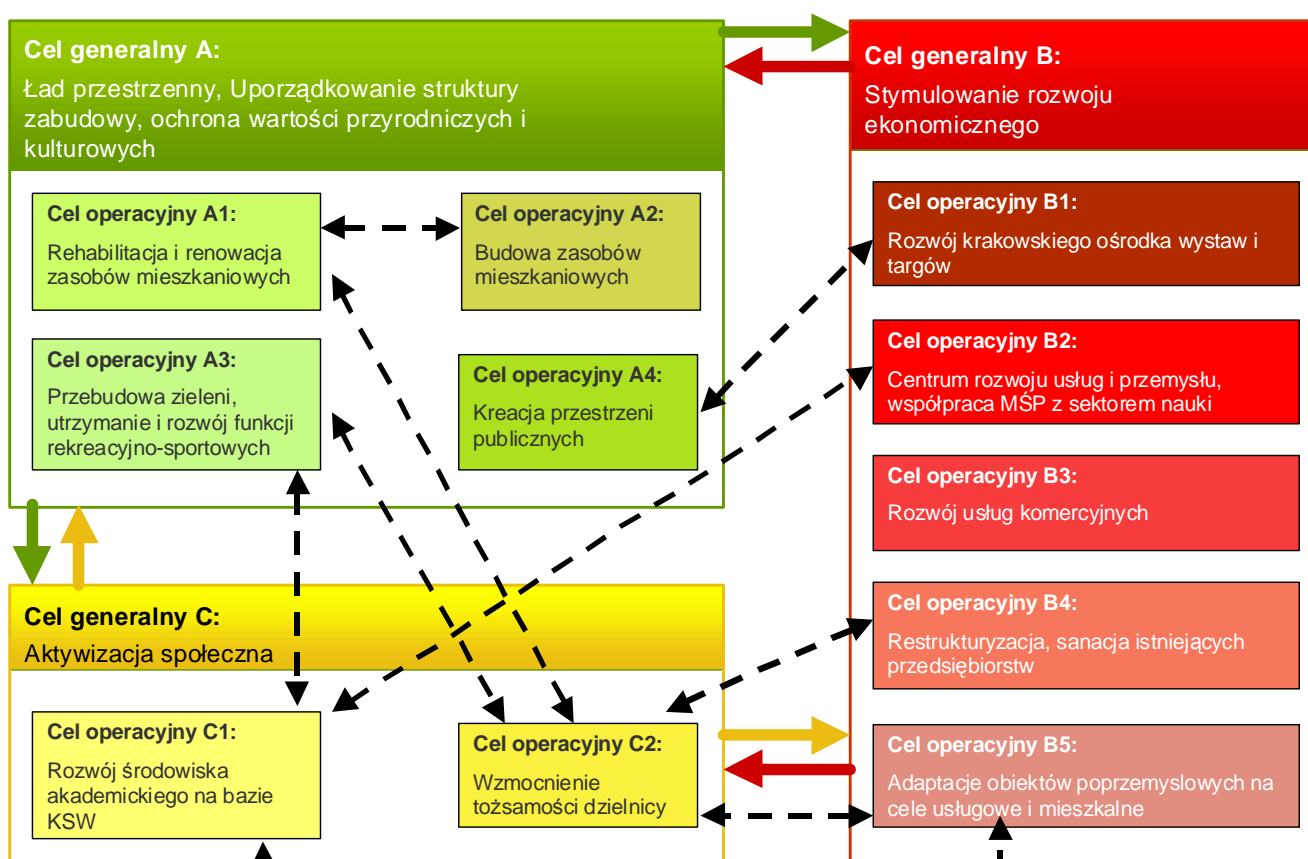 Cel generalny A:
Ład przestrzenny, Uporządkowanie struktury
zabudowy, ochrona wartości przyrodniczych i
kulturowych
Cel operacyjny A1:
Rehabilitacja i renowacja
zasobów mieszkaniowych
Cel operacyjny A2:
Budowa zasobów
mieszkaniowych
Cel operacyjny A3:
Przebudowa zieleni,
utrzymanie i rozwój funkcji
rekreacyjno-sportowych
Cel operacyjny A4:
Kreacja przestrzeni
publicznych
Cel generalny B:
Stymulowanie rozwoju
ekonomicznego
Cel operacyjny B1:
Rozwój krakowskiego ośrodka wystaw i
targów
Cel operacyjny B2:
Centrum rozwoju usług i przemysłu,
współpraca MŚP z sektorem nauki
Cel operacyjny B3:
Rozwój usług komercyjnych
Cel operacyjny B4:
Restrukturyzacja, sanacja istniejących
przedsiębiorstw
Cel operacyjny B5:
Adaptacje obiektów poprzemyslowych na
cele usługowe i mieszkalne
Cel generalny C:
Aktywizacja społeczna
Cel operacyjny C1:
Rozwój środowiska
akademickiego na bazie
KSW
Cel operacyjny C2:
Wzmocnienie
tożsamości dzielnicy